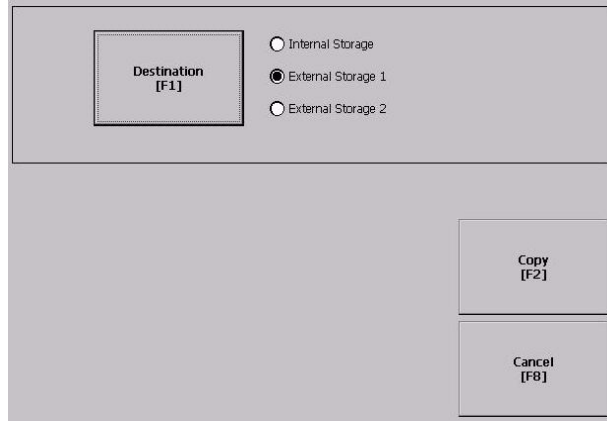 Destination
[F1]
Internal Storage
External Storage 1
External Storage 2
Copy
[F2]
Cancel
[F8]